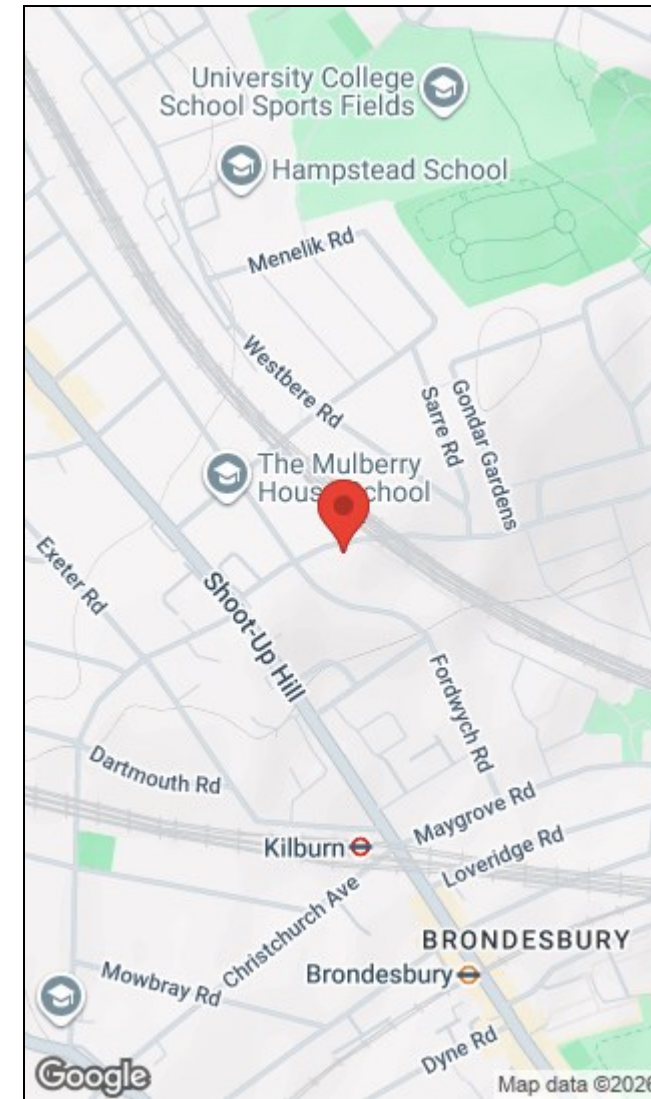 University College
School Sports Fields
Hampstead School
Menelik Rd
Westbere Rd
Sarre Rd
Gondar Gardens
The Mulberry
House School
Exeter Rd
Shoot-Up Hill
Fordwych Rd
Dartmouth Rd
Maygrove Rd
Kilburn
Loveridge Rd
Christchurch Ave
BRONDESBURY
Mowbray Rd
Brondesbury
Dyne Rd
Google
Map data ©2026